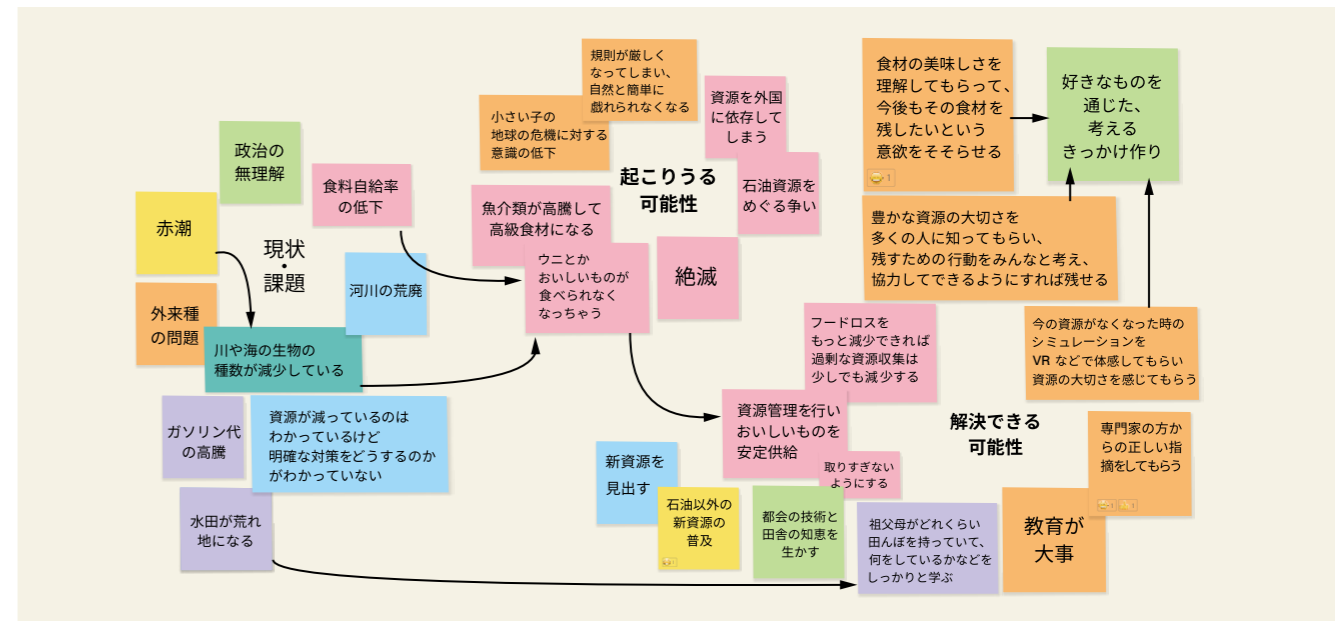 政治の
無理解
食料自給率
の低下
赤潮
現状
・
課題
河川の荒廃
外来種
の問題
川や海の生物の
種数が減少している
ガソリン代
の高騰
資源が減っているのは
わかっているけど
明確な対策をどうするのか
がわかっていない
水田が荒れ
地になる
規則が厳しく
なってしまい、
自然と簡単に
戯れられなくなる
小さい子の
地球の危機に対する
意識の低下
資源を外国
に依存して
しまう
起こりうる
可能性
石油資源を
めぐる争い
魚介類が高騰して
高級食材になる
ウニとか
おいしいものが
食べられなく
なっちゃう
絶滅
食材の美味しさを
理解してもらって、
今後もその食材を
残したいという
意欲をそそらせる
1
好きなものを
通じた、
考える
きっかけ作り
豊かな資源の大切さを
多くの人に知ってもらい、
残すための行動をみんなと考え、
協力してできるようにすれば残せる
今の資源がなくなった時の
シミュレーションを
VR などで体感してもらい
資源の大切さを感じてもらう
フードロスを
もっと減少できれば
過剰な資源収集は
少しでも減少する
資源管理を行い
おいしいものを
安定供給
取りすぎない
ようにする
解決できる
可能性
専門家の方か
らの正しい指
摘をしてもらう
新資源を
見出す
石油以外の
新資源の
普及
都会の技術と
田舎の知恵を
生かす
祖父母がどれくらい
田んぼを持っていて、
何をしているかなどを
しっかりと学ぶ
教育が
大事